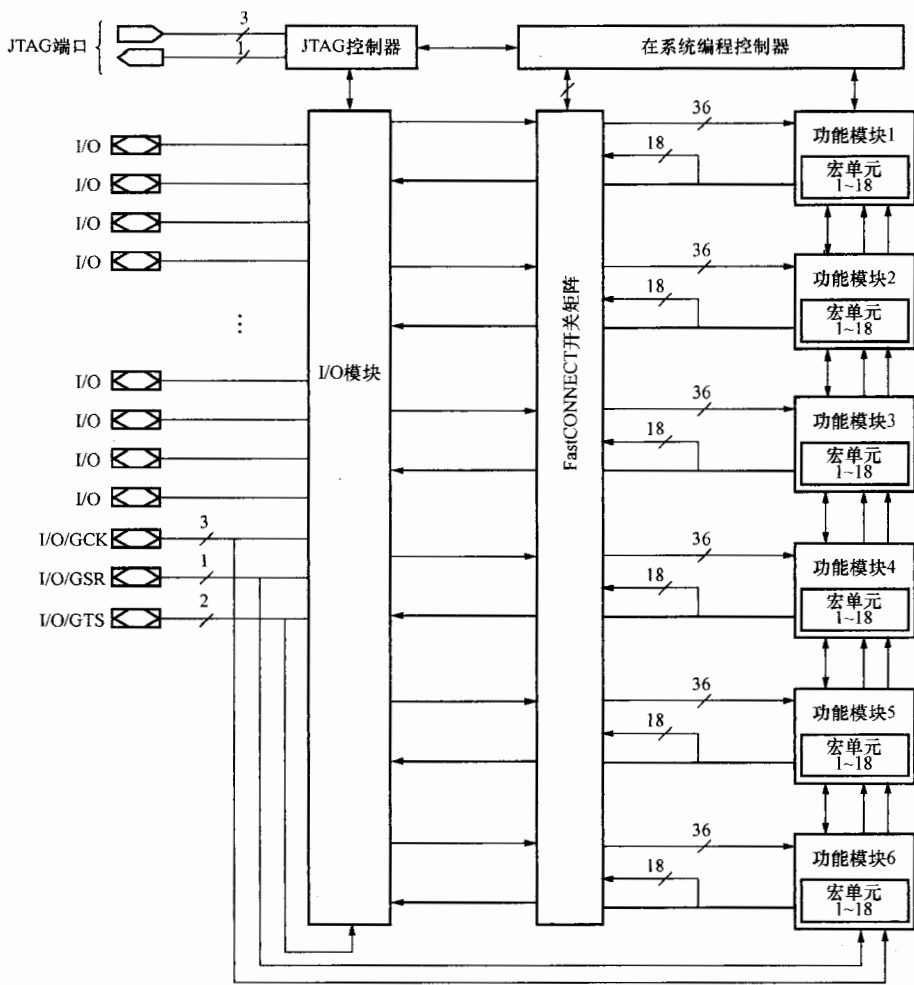 JTAG端口
3
1
JTAG控制器
在系统编程控制器
I/O
I/O
I/O
I/O
⋮
I/O
I/O
I/O
I/O
I/O/GCK
3
I/O/GSR
1
I/O/GTS
2
I/O模块
FastCONNECT开关矩阵
36
18
功能模块1
宏单元
1~18
36
18
功能模块2
宏单元
1~18
36
18
功能模块3
宏单元
1~18
36
18
功能模块4
宏单元
1~18
36
18
功能模块5
宏单元
1~18
36
18
功能模块6
宏单元
1~18